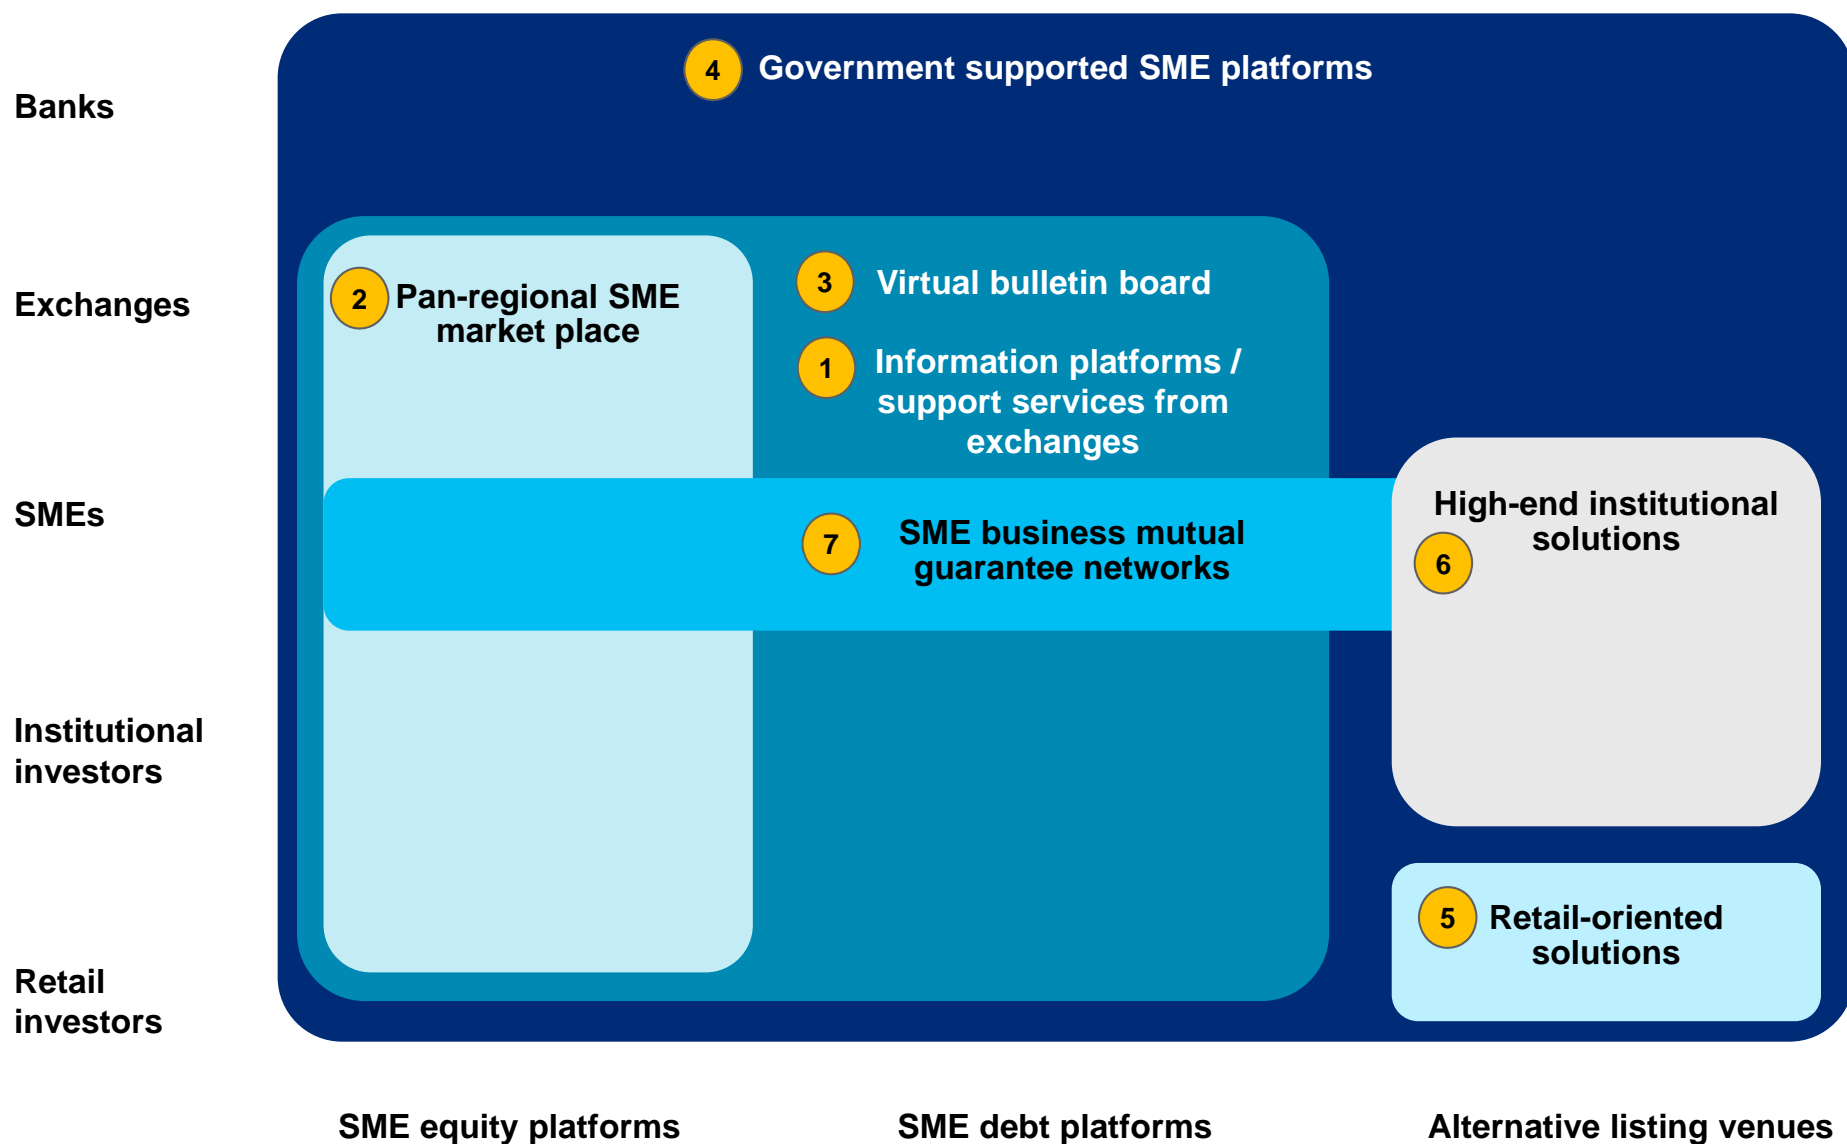 4 Government supported SME platforms
Banks
Exchanges
2 Pan-regional SME
market place
3 Virtual bulletin board
1 Information platforms /
support services from
exchanges
SMEs
7 SME business mutual
guarantee networks
High-end institutional
solutions
6
Institutional
investors
5 Retail-oriented
solutions
Retail
investors
SME equity platforms
SME debt platforms
Alternative listing venues